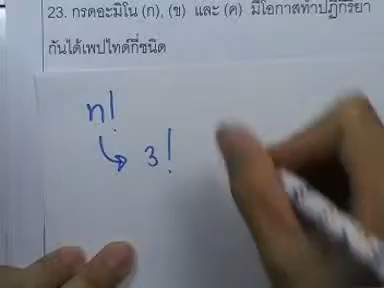 23. กรดอะมิโน (ก), (ข) และ (ค) มีโอกาสทำปฏิกิริยา
กันได้เพปไทด์กี่ชนิด
n!
3!